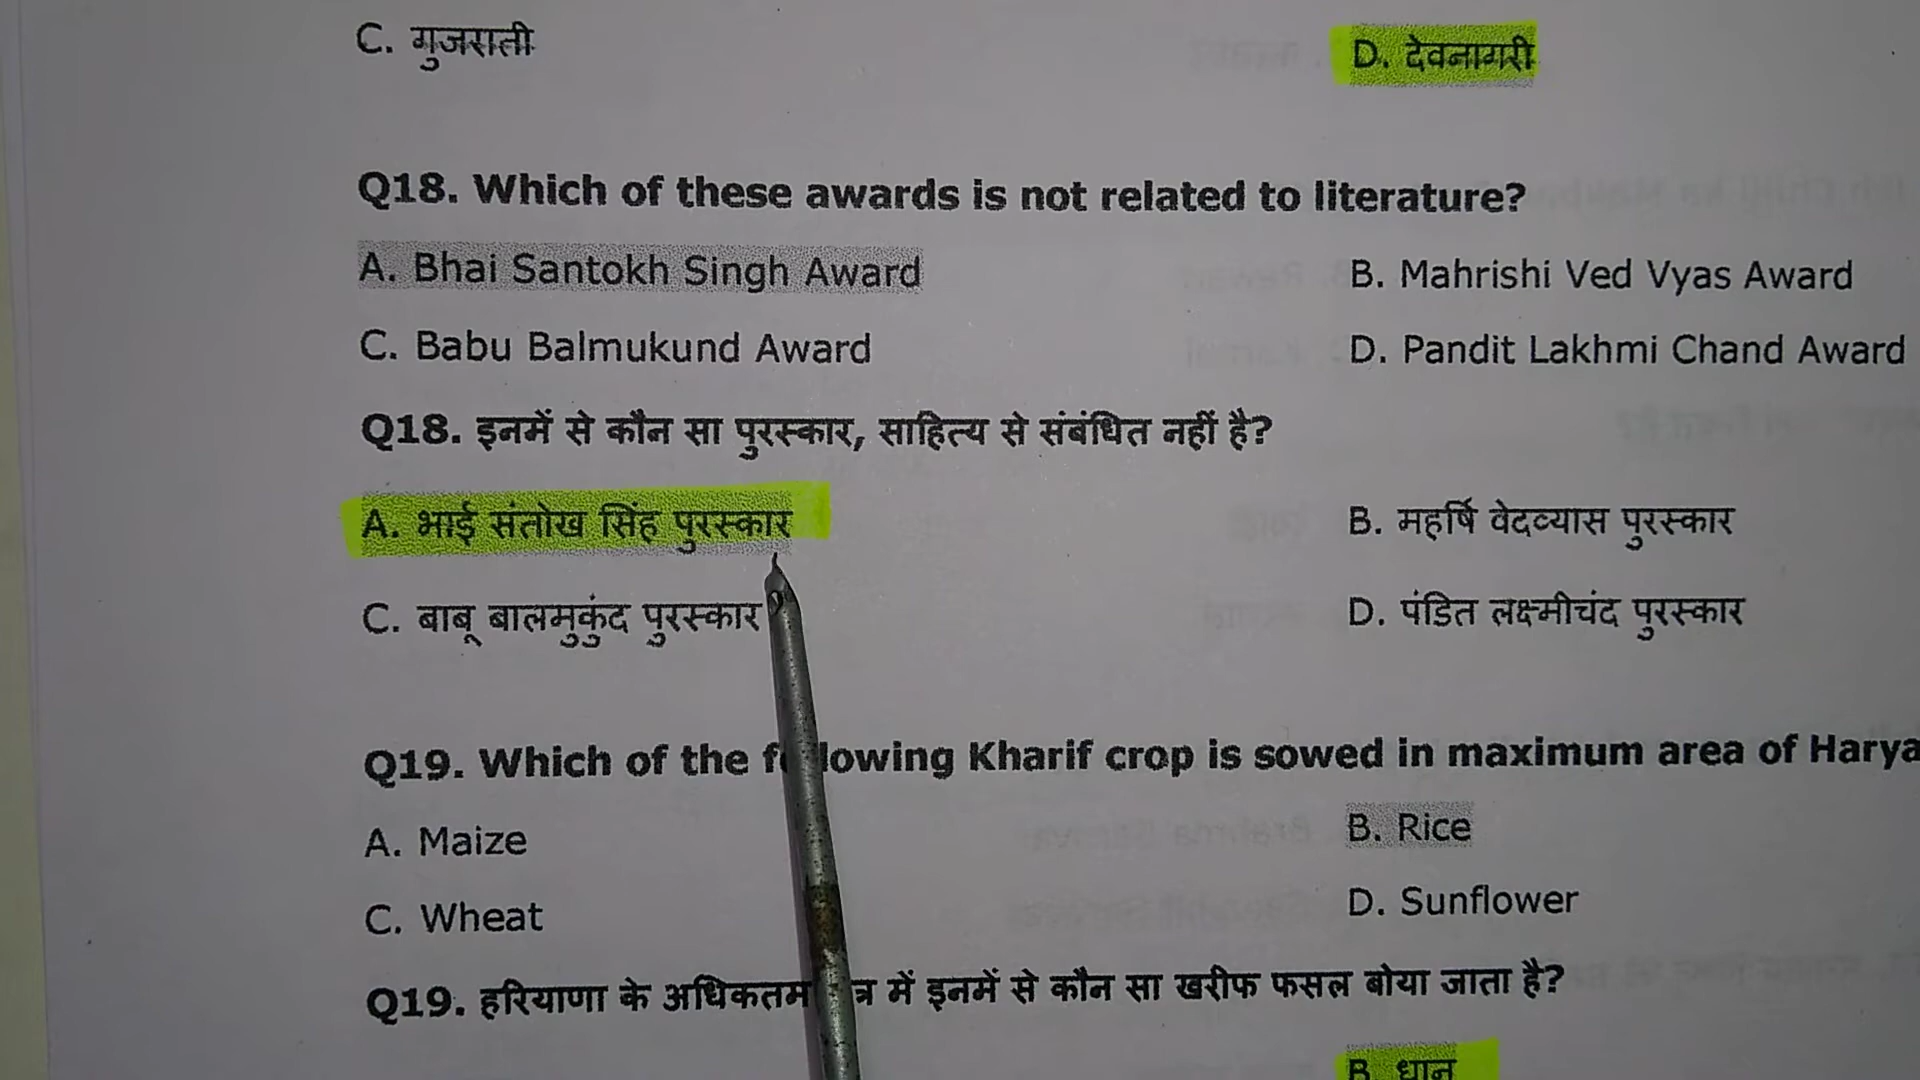 C. गुजराती D. देवनागरी
Q18. Which of these awards is not related to literature?
A. Bhai Santokh Singh Award B. Mahrishi Ved Vyas Award
C. Babu Balmukund Award D. Pandit Lakhmi Chand Award
Q18. इनमें से कौन सा पुरस्कार, साहित्य से संबंधित नहीं है?
A. भाई संतोख सिंह पुरस्कार B. महर्षि वेदव्यास पुरस्कार
C. बाबू बालमुकुंद पुरस्कार D. पंडित लक्ष्मीचंद पुरस्कार
Q19. Which of the following Kharif crop is sowed in maximum area of Harya
A. Maize B. Rice
C. Wheat D. Sunflower
Q19. हरियाणा के अधिकतम में इनमें से कौन सा खरीफ फसल बोया जाता है?
B. धान